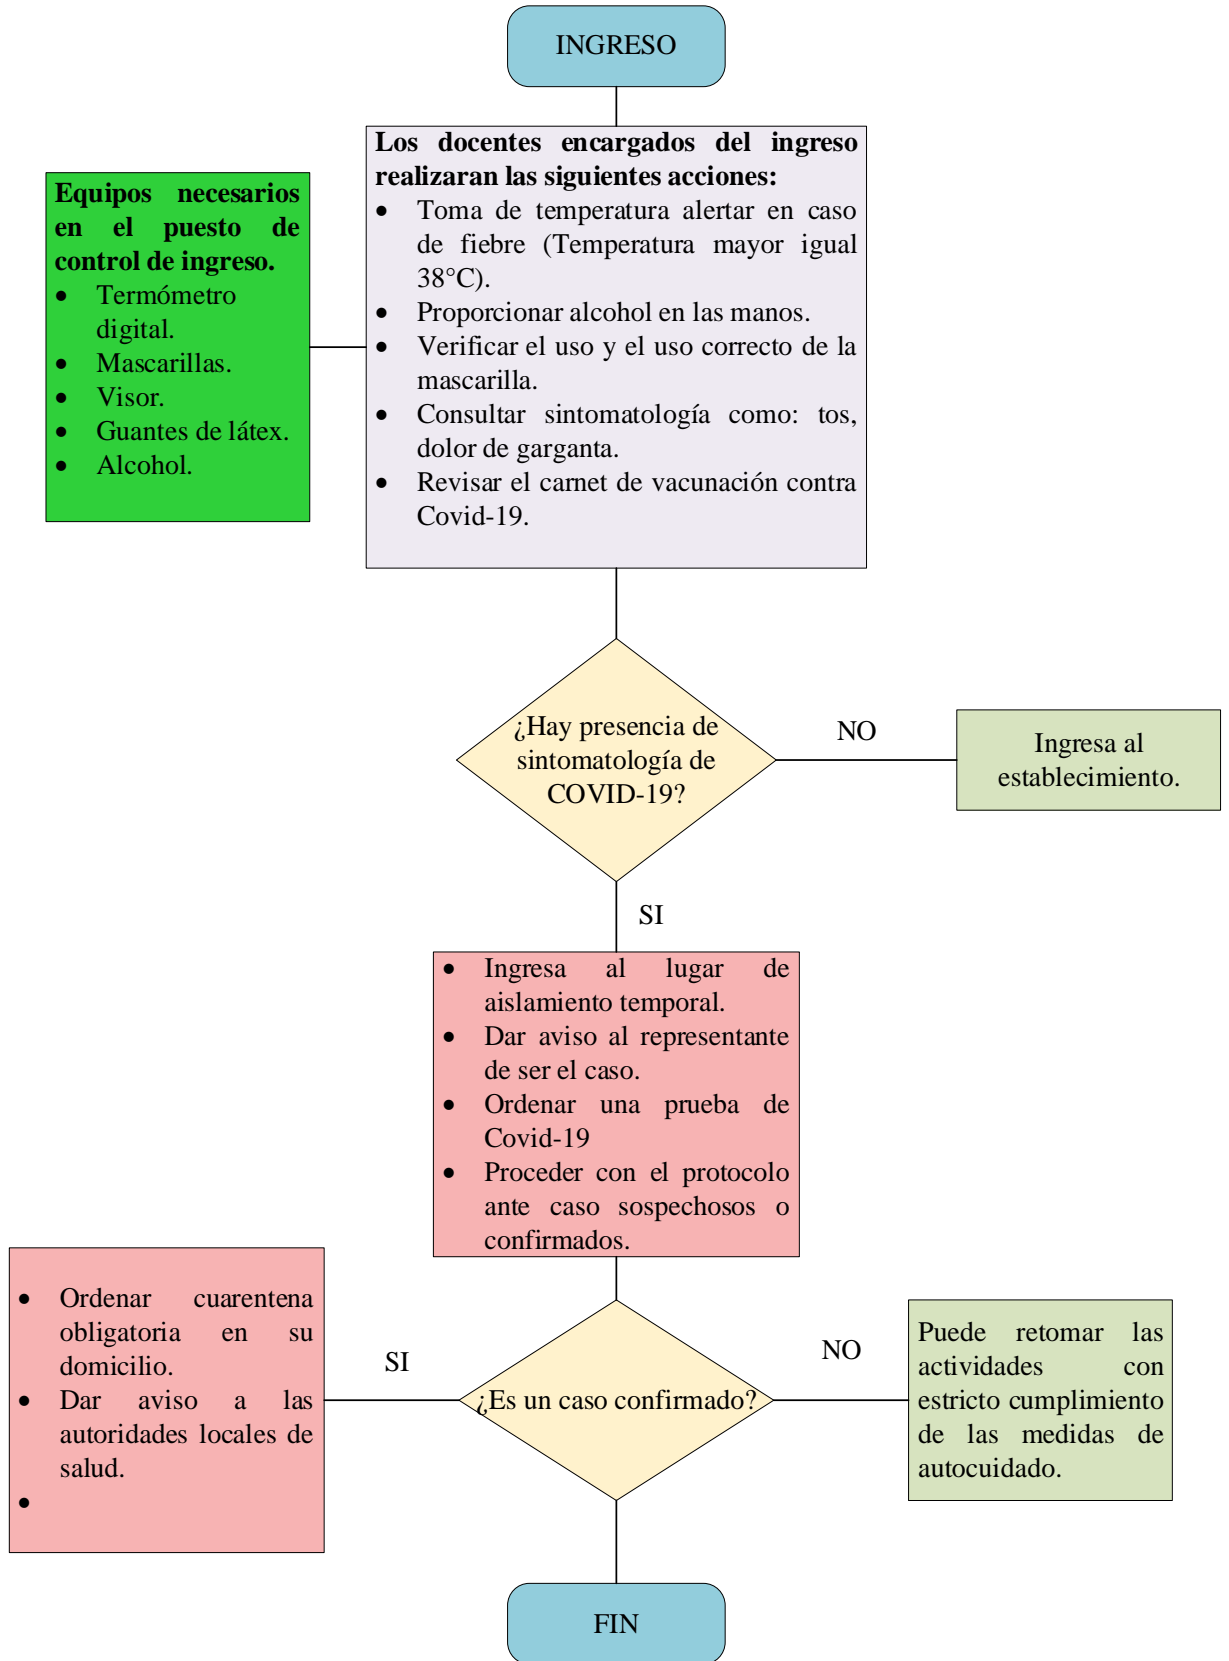 INGRESO
Los docentes encargados del ingreso
realizaran las siguientes acciones:
• Toma de temperatura alertar en caso
de fiebre (Temperatura mayor igual
38°C).
• Proporcionar alcohol en las manos.
• Verificar el uso y el uso correcto de la
mascarilla.
• Consultar sintomatología como: tos,
dolor de garganta.
• Revisar el carnet de vacunación contra
Covid-19.
Equipos necesarios
en el puesto de
control de ingreso.
• Termómetro
digital.
• Mascarillas.
• Visor.
• Guantes de látex.
• Alcohol.
¿Hay presencia de
sintomatología de
COVID-19?
NO
Ingresa al
establecimiento.
SI
• Ingresa al lugar de
aislamiento temporal.
• Dar aviso al representante
de ser el caso.
• Ordenar una prueba de
Covid-19
• Proceder con el protocolo
ante caso sospechosos o
confirmados.
¿Es un caso confirmado?
SI
• Ordenar cuarentena
obligatoria en su
domicilio.
• Dar aviso a las
autoridades locales de
salud.
•
NO
Puede retomar las
actividades con
estricto cumplimiento
de las medidas de
autocuidado.
FIN